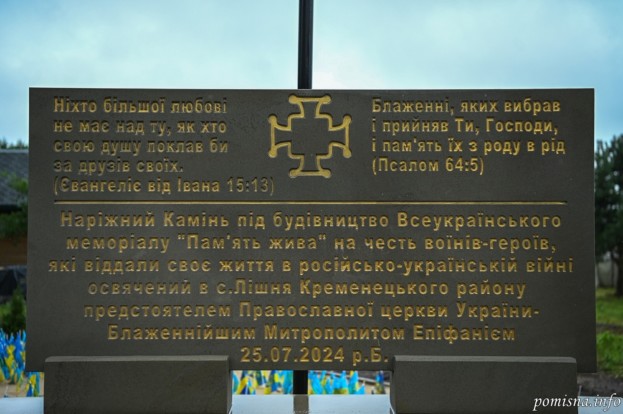 Ніхто більшої любові
не має над ту, як хто
свою душу поклав би
за друзів своїх.
(Євангеліє від Івана 15:13)
Блаженні, яких вибрав
і прийняв Ти, Господи,
і пам'ять їх з роду в рід
(Псалом 64:5)
Наріжний Камінь під будівництво Всеукраїнського
меморіалу "Пам'ять жива" на честь воїнів-героїв,
які віддали своє життя в російсько-українській війні
освячений в с.Лішня Кременецького району
предстоятелем Православної церкви України-
Блаженнійшим Митрополитом Епіфанієм
25.07.2024 р.Б.
pomisna.info